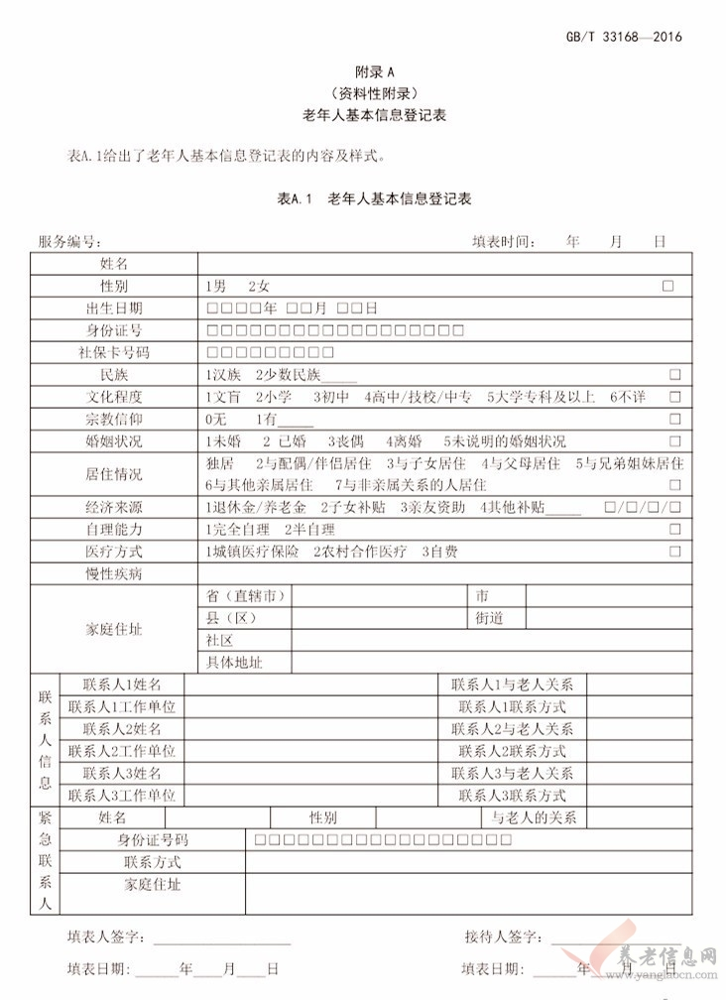 GB/T 33168—2016
附录 A
（资料性附录）
老年人基本信息登记表
表A.1给出了老年人基本信息登记表的内容及样式。
表A.1 老年人基本信息登记表
服务编号： 填表时间： 年 月 日
姓名
性别 1男 2女 □
出生日期 □□□□年 □□月 □□日
身份证号 □□□□□□□□□□□□□□□□□□
社保卡号码 □□□□□□□□□
民族 1汉族 2少数民族_____ □
文化程度 1文盲 2小学 3初中 4高中/技校/中专 5大学专科及以上 6不详 □
宗教信仰 0无 1有_____ □
婚姻状况 1未婚 2 已婚 3丧偶 4离婚 5未说明的婚姻状况 □
居住情况 独居 2与配偶/伴侣居住 3与子女居住 4与父母居住 5与兄弟姐妹居住
6与其他亲属居住 7与非亲属关系的人居住 □
经济来源 1退休金/养老金 2子女补贴 3亲友资助 4其他补贴_____ □/□/□/□
自理能力 1完全自理 2半自理 □
医疗方式 1城镇医疗保险 2农村合作医疗 3自费 □
慢性疾病
家庭住址 省（直辖市） 市
县（区） 街道
社区
具体地址
联系人信息
联系人1姓名 联系人1与老人关系
联系人1工作单位 联系人1联系方式
联系人2姓名 联系人2与老人关系
联系人2工作单位 联系人2联系方式
联系人3姓名 联系人3与老人关系
联系人3工作单位 联系人3联系方式
紧急联系人
姓名 性别 与老人的关系
身份证号码 □□□□□□□□□□□□□□□□□□
联系方式
家庭住址
填表人签字：__________ 接待人签字：__________
填表日期：_____年___月___日 填表日期：_____年___月___日
养老信息网
www.yanglaocn.com